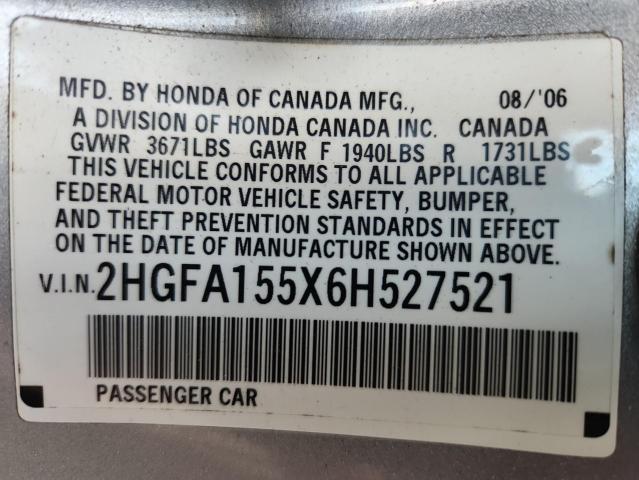 MFD. BY HONDA OF CANADA MFG., 08/'06
A DIVISION OF HONDA CANADA INC. CANADA
GVWR 3671LBS GAWR F 1940LBS R 1731LBS
THIS VEHICLE CONFORMS TO ALL APPLICABLE
FEDERAL MOTOR VEHICLE SAFETY, BUMPER,
AND THEFT PREVENTION STANDARDS IN EFFECT
ON THE DATE OF MANUFACTURE SHOWN ABOVE.
V.I.N. 2HGFA155X6H527521
PASSENGER CAR